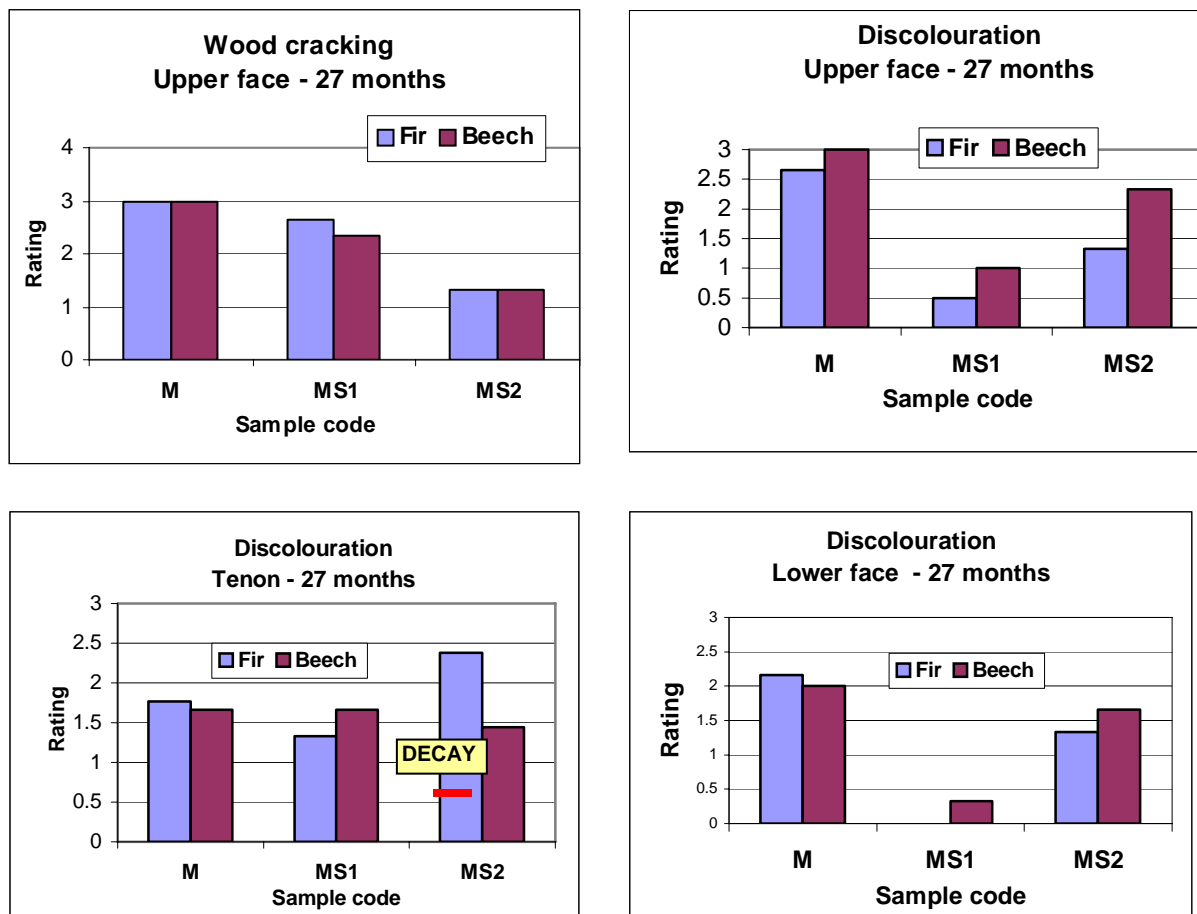 Wood cracking
Upper face - 27 months
Fir Beech
4
3
2
1
0
Rating
M MS1 MS2
Sample code
Discolouration
Upper face - 27 months
Fir Beech
3
2.5
2
1.5
1
0.5
0
Rating
M MS1 MS2
Sample code
Discolouration
Tenon - 27 months
3
2.5
2
1.5
1
0.5
0
Rating
Fir Beech
DECAY
M MS1 MS2
Sample code
Discolouration
Lower face - 27 months
3
2.5
2
1.5
1
0.5
0
Rating
Fir Beech
M MS1 MS2
Sample code